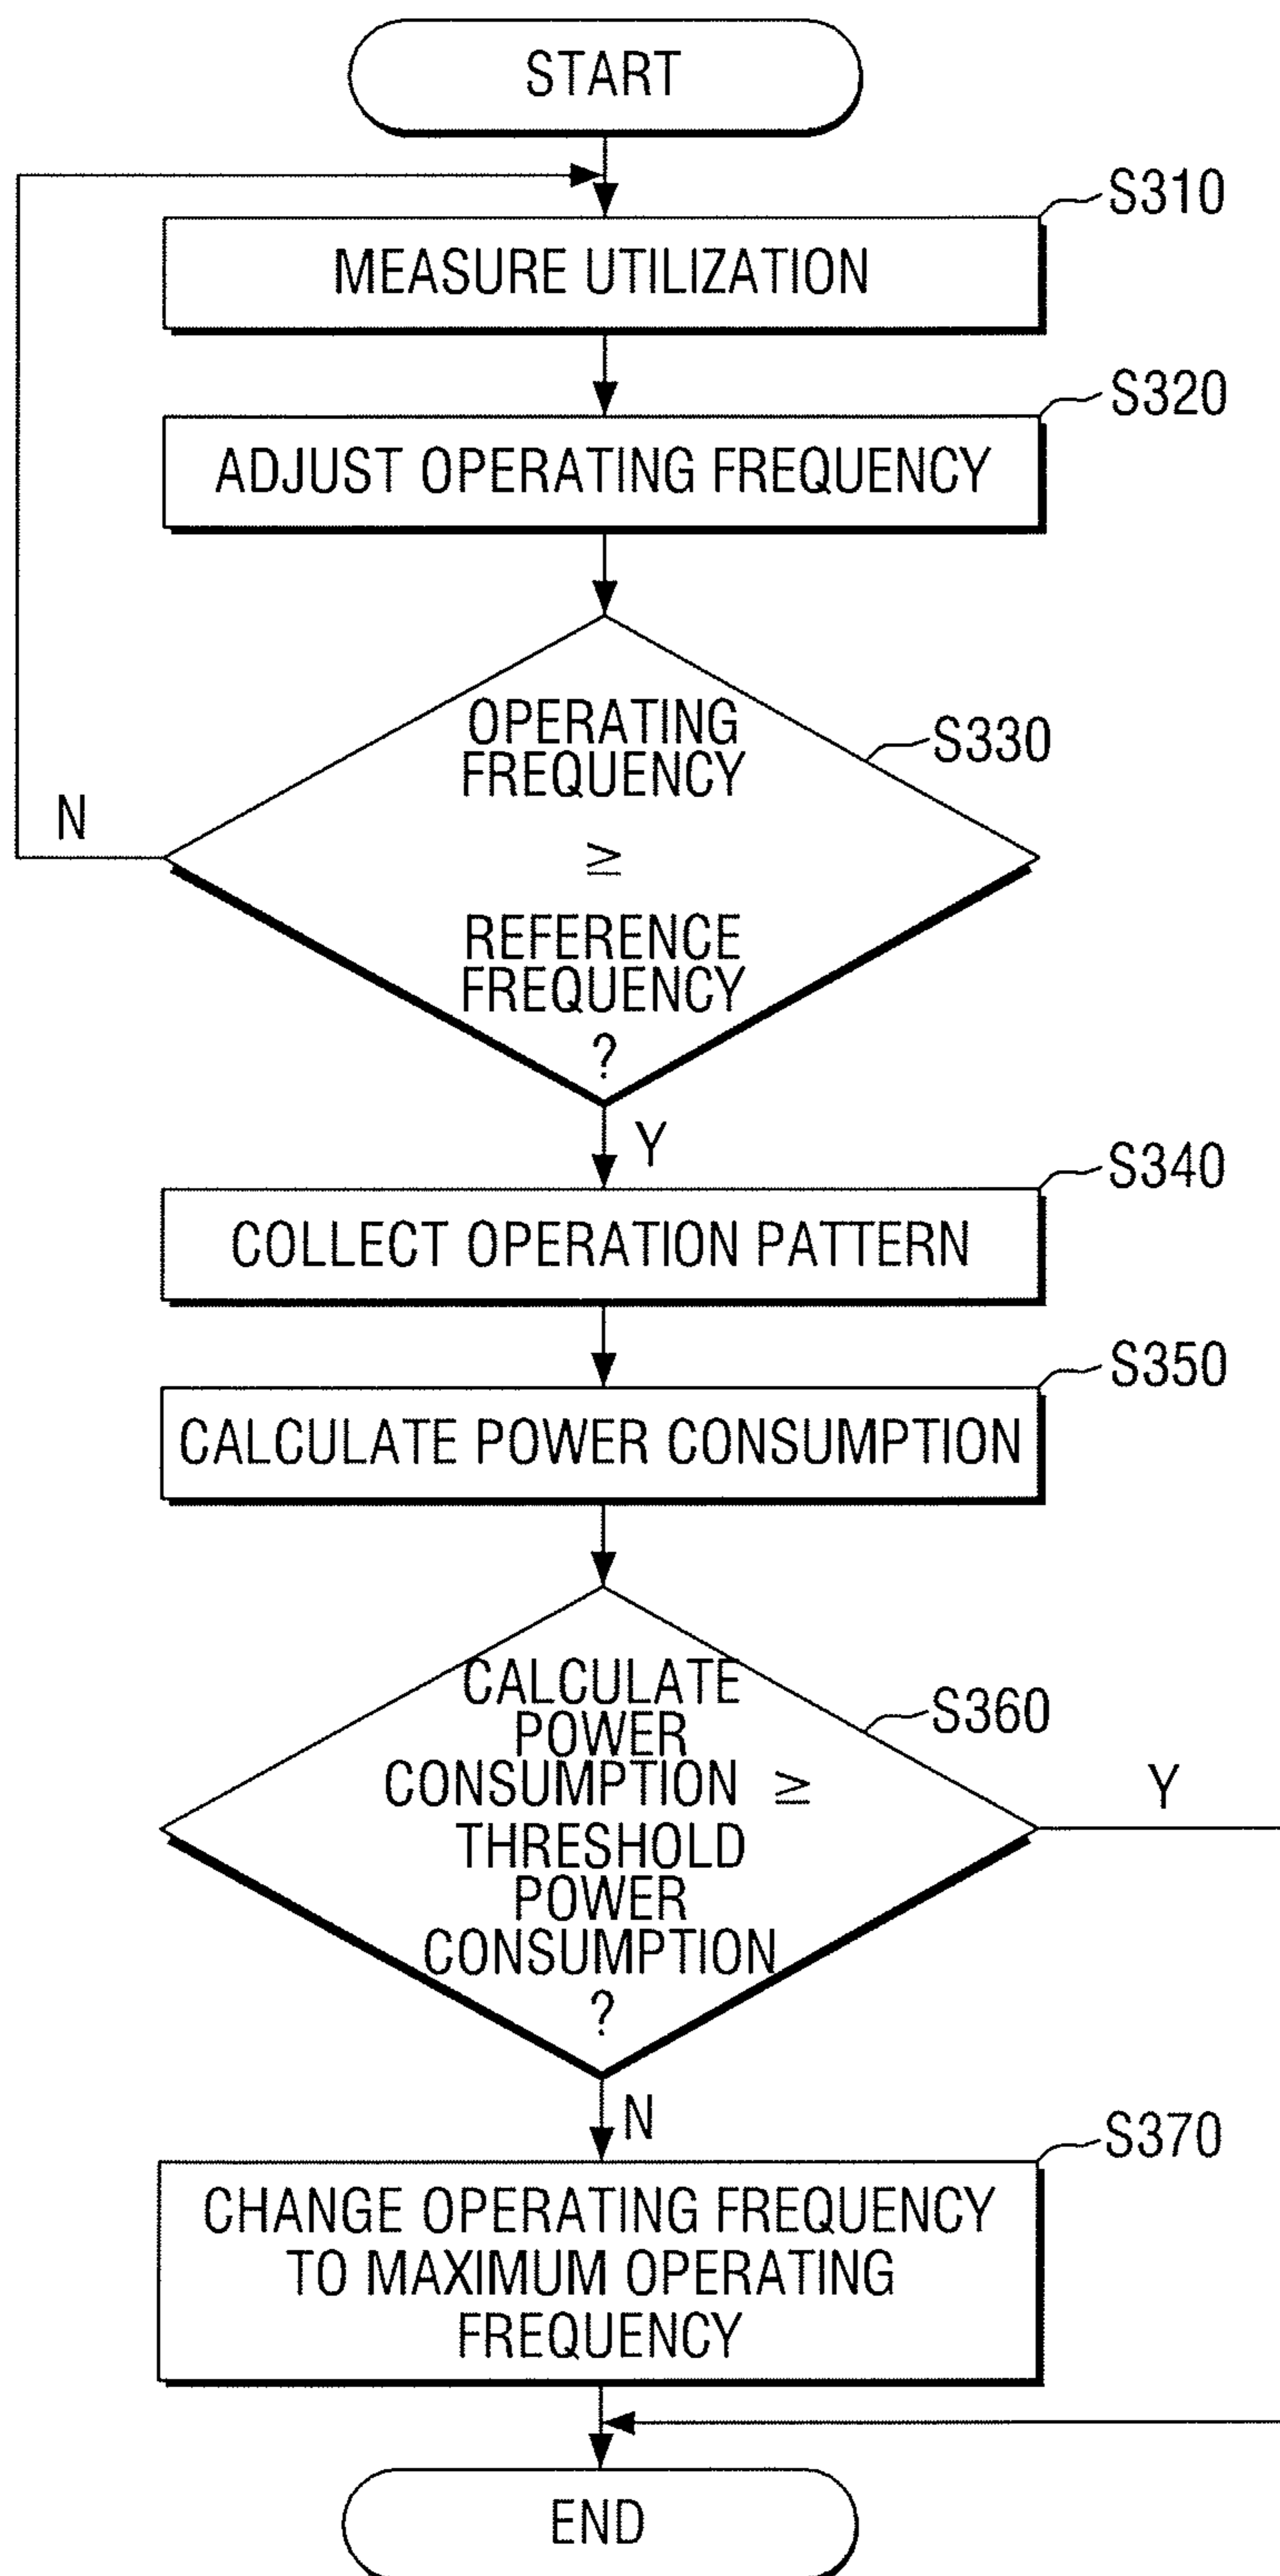 START
S310
MEASURE UTILIZATION
S320
ADJUST OPERATING FREQUENCY
S330
OPERATING
FREQUENCY
≥
REFERENCE
FREQUENCY
?
N
Y
S340
COLLECT OPERATION PATTERN
S350
CALCULATE POWER CONSUMPTION
S360
CALCULATE
POWER
CONSUMPTION ≥
THRESHOLD
POWER
CONSUMPTION
?
Y
N
S370
CHANGE OPERATING FREQUENCY
TO MAXIMUM OPERATING
FREQUENCY
END